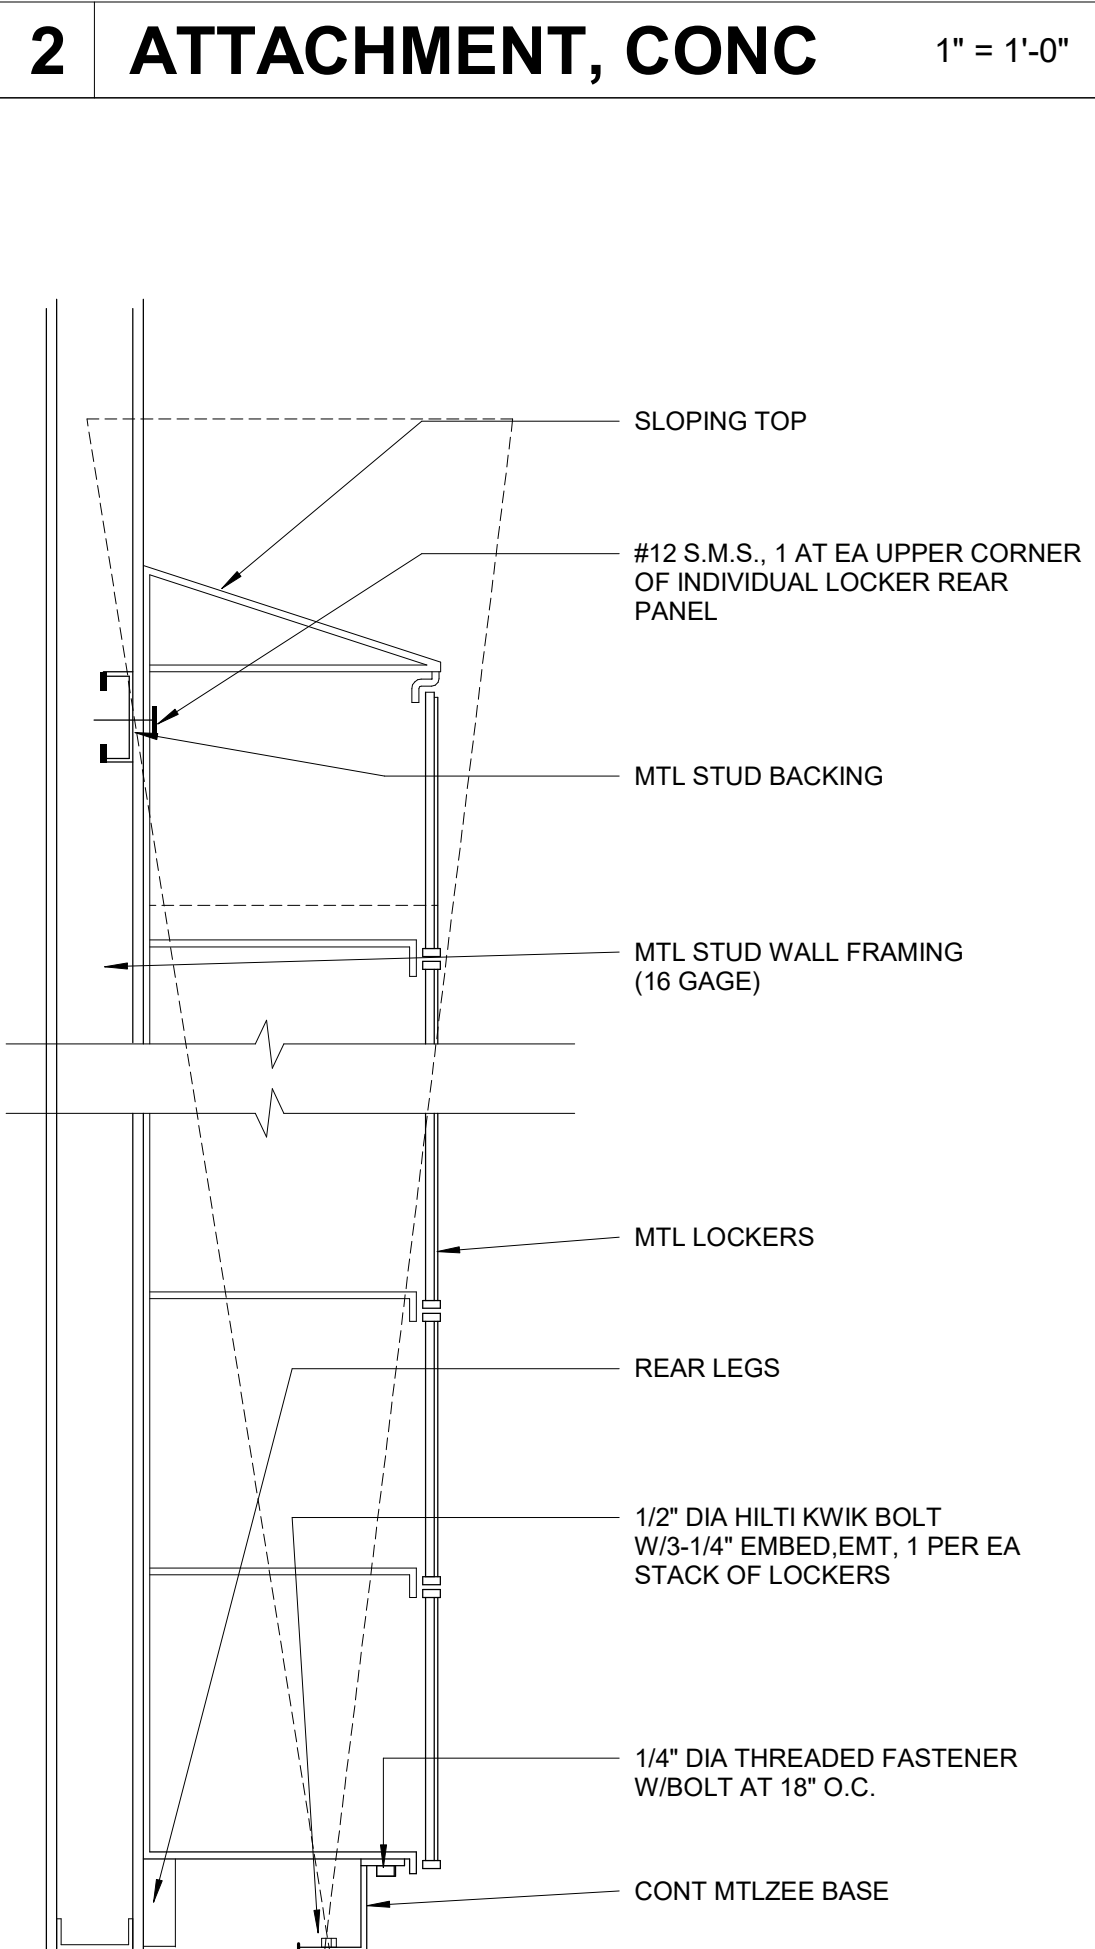 2 ATTACHMENT, CONC 1" = 1'-0"
SLOPING TOP
#12 S.M.S., 1 AT EA UPPER CORNER
OF INDIVIDUAL LOCKER REAR
PANEL
MTL STUD BACKING
MTL STUD WALL FRAMING
(16 GAGE)
MTL LOCKERS
REAR LEGS
1/2" DIA HILTI KWIK BOLT
W/3-1/4" EMBED,EMT, 1 PER EA
STACK OF LOCKERS
1/4" DIA THREADED FASTENER
W/BOLT AT 18" O.C.
CONT MTLZEE BASE